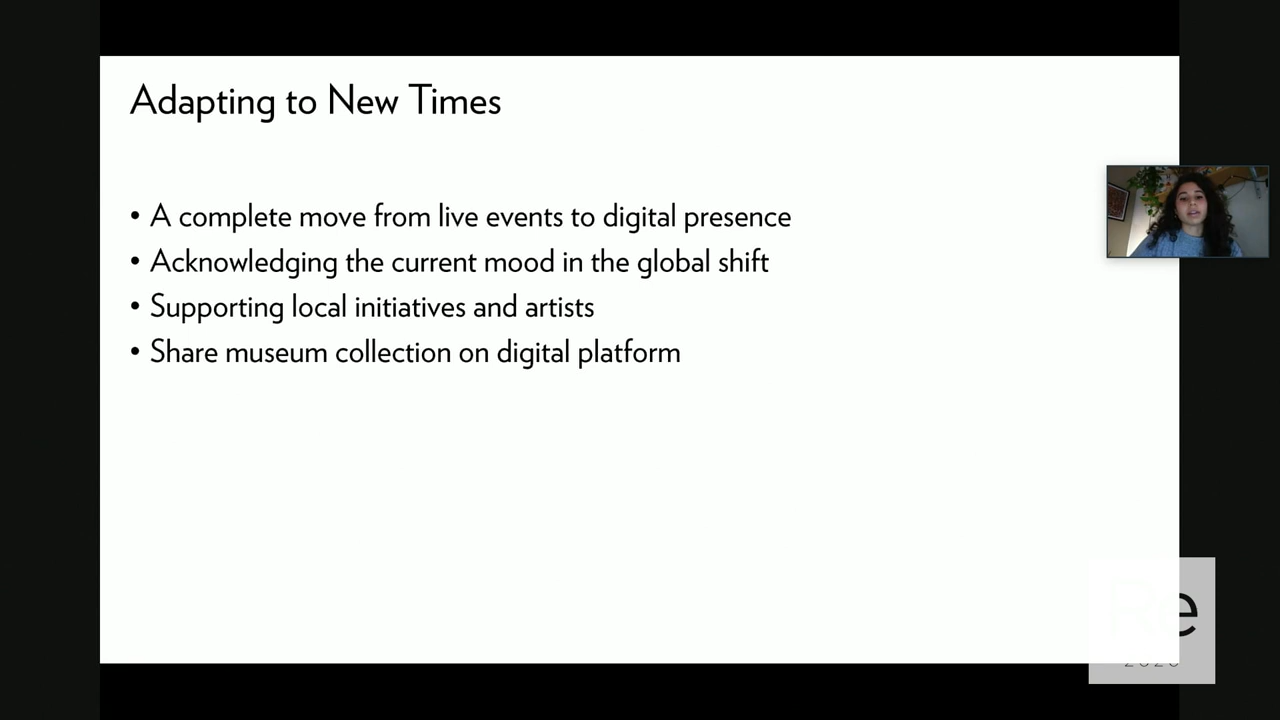 Adapting to New Times
• A complete move from live events to digital presence
• Acknowledging the current mood in the global shift
• Supporting local initiatives and artists
• Share museum collection on digital platform
Re
2020